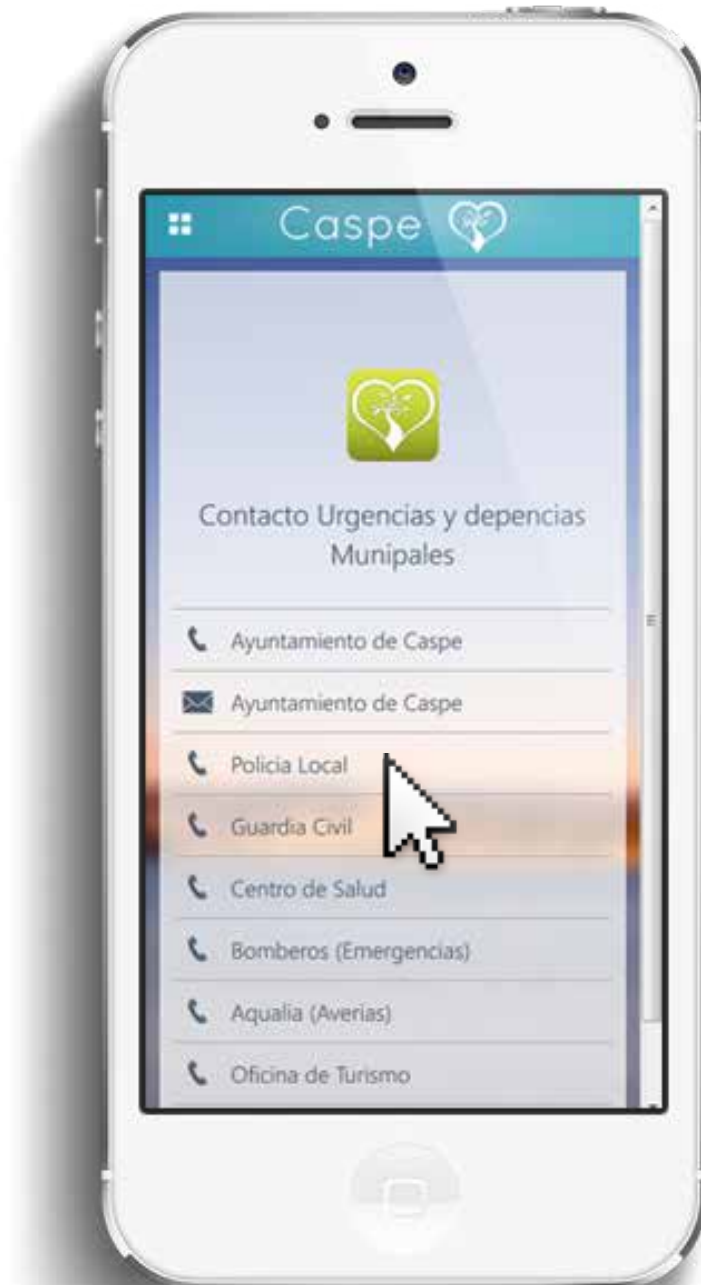 Caspe
Contacto Urgencias y depencias
Munipales
Ayuntamiento de Caspe
Ayuntamiento de Caspe
Policia Local
Guardia Civil
Centro de Salud
Bomberos (Emergencias)
Aqualia (Averias)
Oficina de Turismo